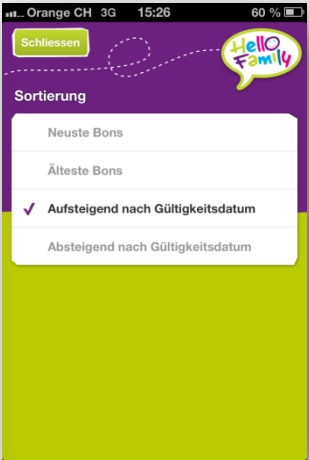 Orange CH 3G 15:26 60 %
Schliessen
Hello
Family
Sortierung
Neuste Bons
Älteste Bons
Aufsteigend nach Gültigkeitsdatum
Absteigend nach Gültigkeitsdatum